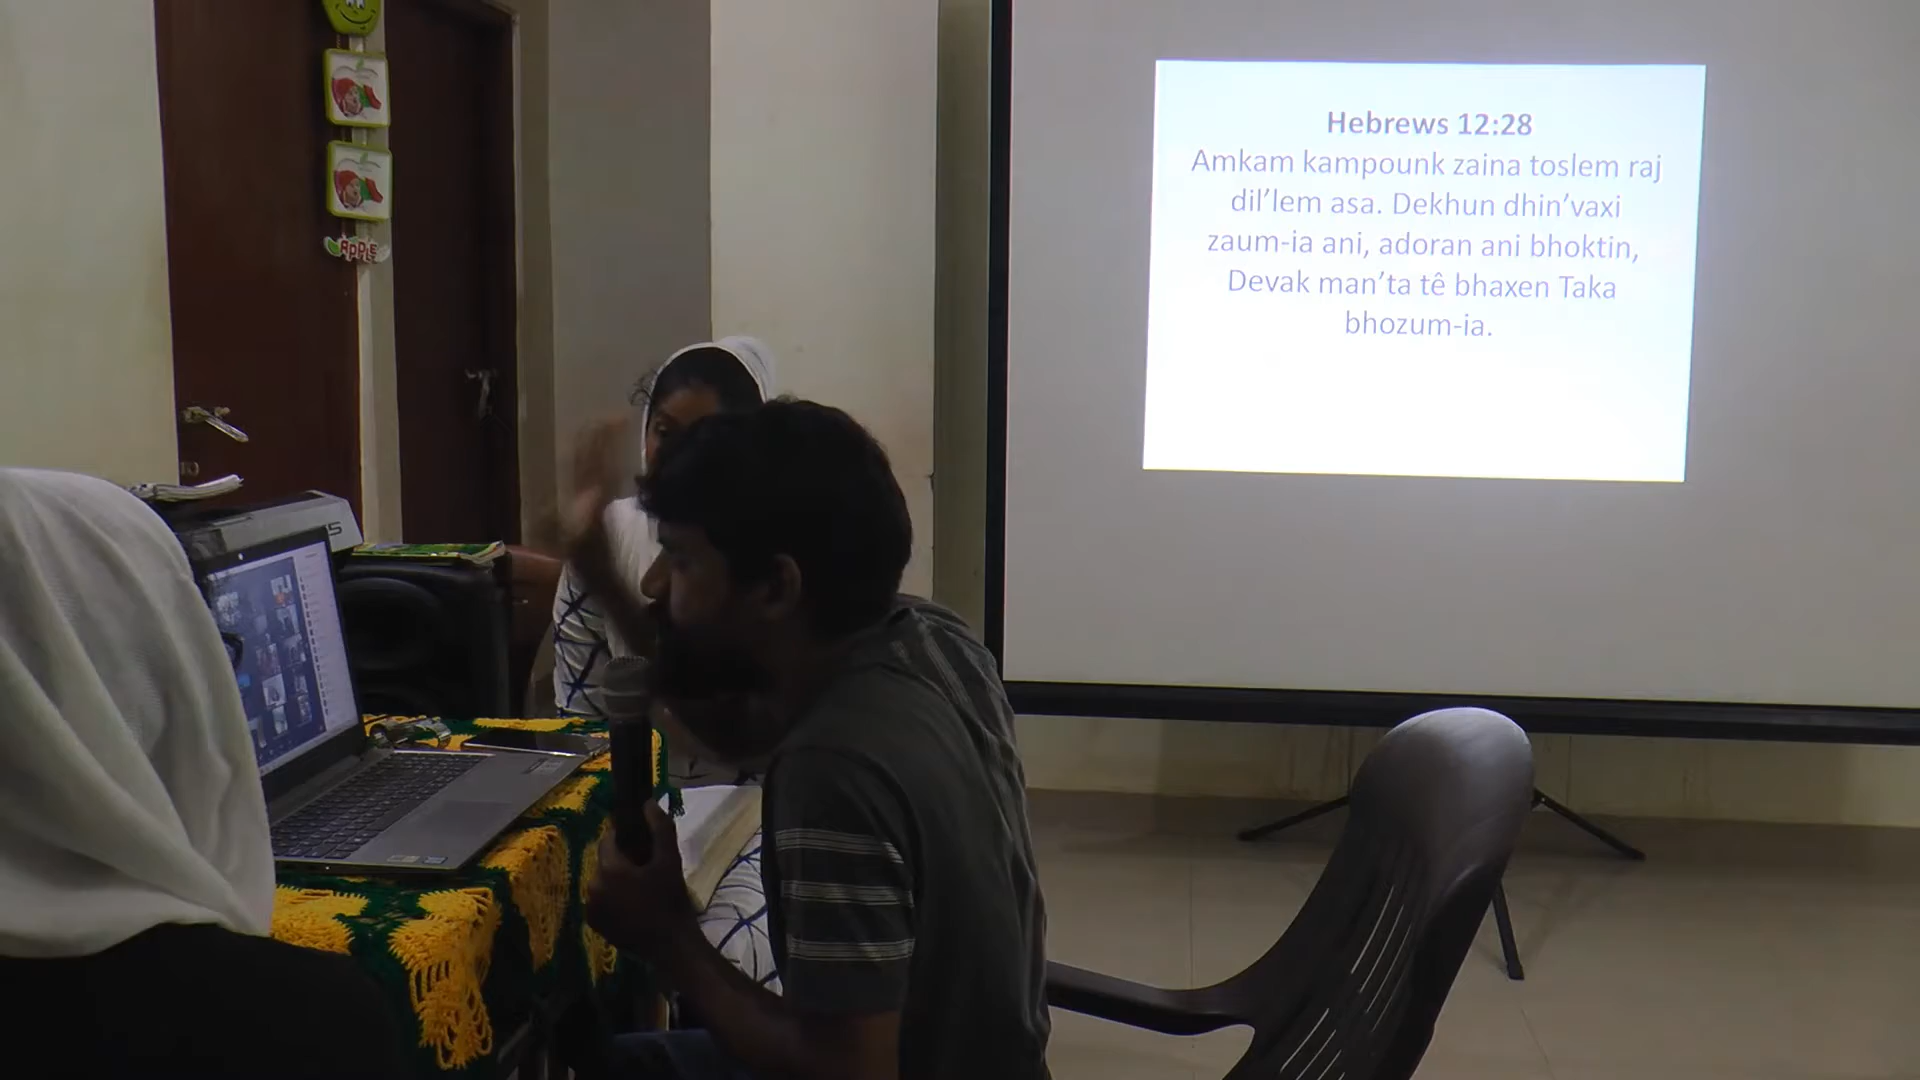 APPLE
Hebrews 12:28
Amkam kampounk zaina toslem raj
dil’lem asa. Dekhun dhin’vaxi
zaum-ia ani, adoran ani bhoktin,
Devak man’ta tê bhaxen Taka
bhozum-ia.